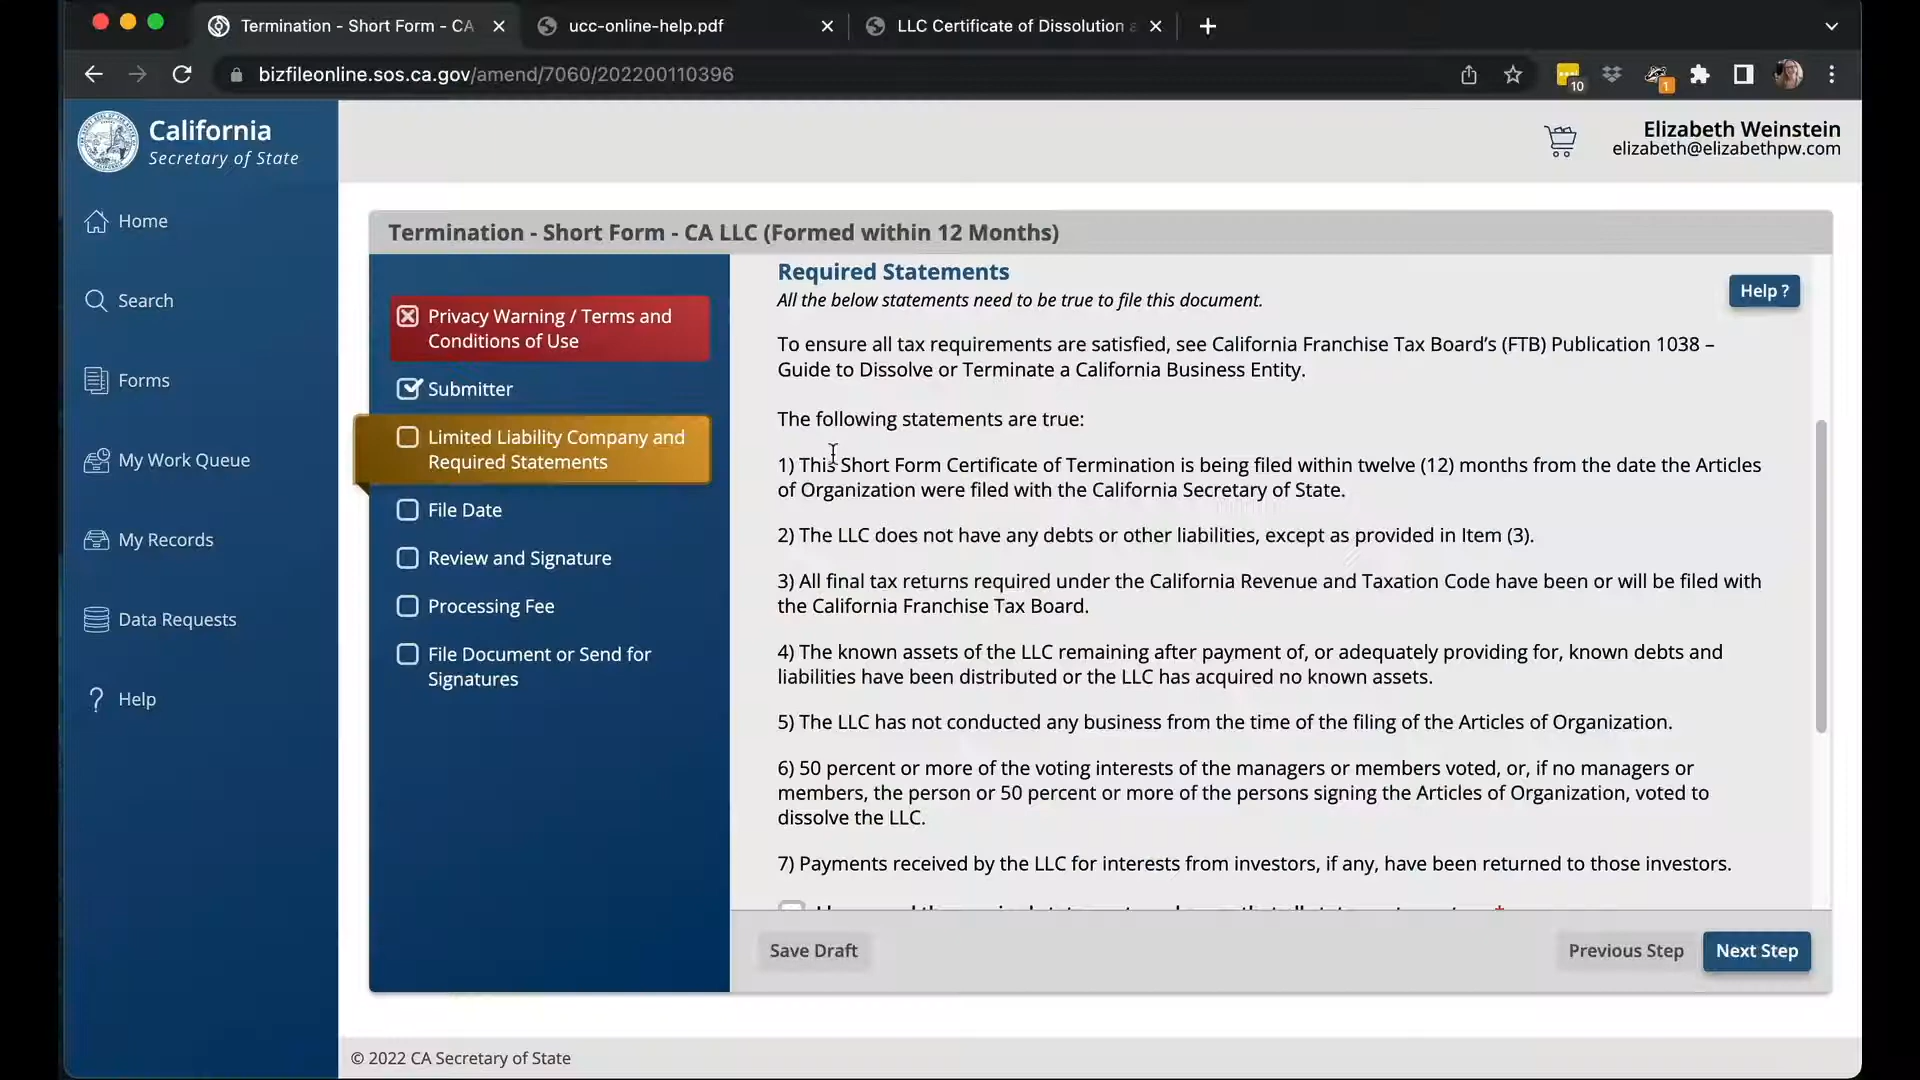 Termination - Short Form - CA
ucc-online-help.pdf
LLC Certificate of Dissolution a
bizfileonline.sos.ca.gov/amend/7060/202200110396
10
1
California
Secretary of State
Elizabeth Weinstein
elizabeth@elizabethpw.com
Home
Search
Forms
My Work Queue
My Records
Data Requests
Help
Termination - Short Form - CA LLC (Formed within 12 Months)
Privacy Warning / Terms and
Conditions of Use
Submitter
Limited Liability Company and
Required Statements
File Date
Review and Signature
Processing Fee
File Document or Send for
Signatures
Required Statements
Help ?
All the below statements need to be true to file this document.
To ensure all tax requirements are satisfied, see California Franchise Tax Board's (FTB) Publication 1038 –
Guide to Dissolve or Terminate a California Business Entity.
The following statements are true:
1) This Short Form Certificate of Termination is being filed within twelve (12) months from the date the Articles
of Organization were filed with the California Secretary of State.
2) The LLC does not have any debts or other liabilities, except as provided in Item (3).
3) All final tax returns required under the California Revenue and Taxation Code have been or will be filed with
the California Franchise Tax Board.
4) The known assets of the LLC remaining after payment of, or adequately providing for, known debts and
liabilities have been distributed or the LLC has acquired no known assets.
5) The LLC has not conducted any business from the time of the filing of the Articles of Organization.
6) 50 percent or more of the voting interests of the managers or members voted, or, if no managers or
members, the person or 50 percent or more of the persons signing the Articles of Organization, voted to
dissolve the LLC.
7) Payments received by the LLC for interests from investors, if any, have been returned to those investors.
Save Draft
Previous Step
Next Step
© 2022 CA Secretary of State